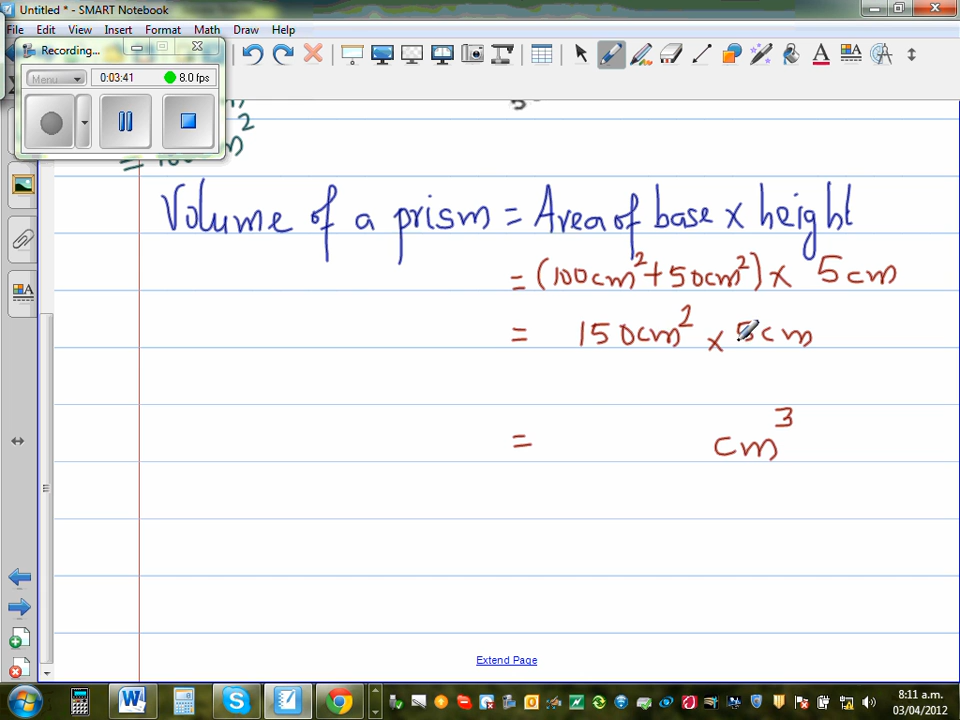 Untitled * - SMART Notebook
File Edit View Insert Format Math Draw Help
Recording...
Menu 0:03:41 8.0 fps
Volume of a prism = Area of base x height
= (100cm²+50cm²) x 5cm
= 150cm² x 5cm
= cm³
Extend Page
8:11 a.m.
03/04/2012